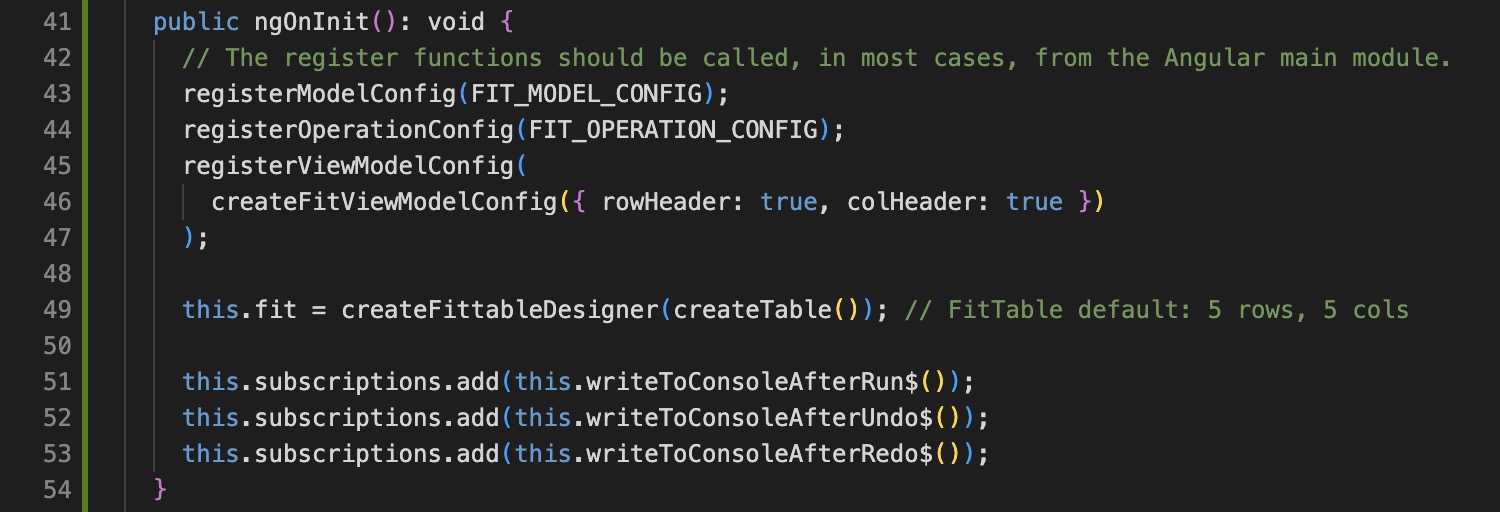 41 public ngOnInit(): void {
42 // The register functions should be called, in most cases, from the Angular main module.
43 registerModelConfig(FIT_MODEL_CONFIG);
44 registerOperationConfig(FIT_OPERATION_CONFIG);
45 registerViewModelConfig(
46 createFitViewModelConfig({ rowHeader: true, colHeader: true })
47 );
48
49 this.fit = createFittableDesigner(createTable()); // FitTable default: 5 rows, 5 cols
50
51 this.subscriptions.add(this.writeToConsoleAfterRun$());
52 this.subscriptions.add(this.writeToConsoleAfterUndo$());
53 this.subscriptions.add(this.writeToConsoleAfterRedo$());
54 }